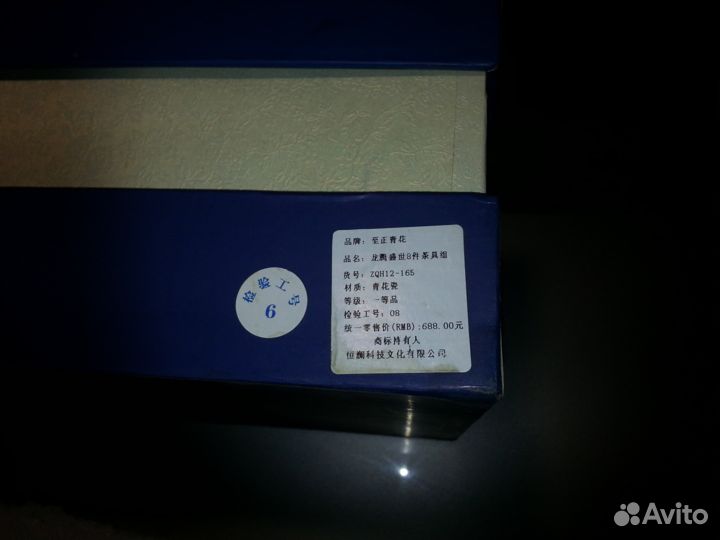 品牌: 至正青花
品名: 龙腾盛世8件茶具组
货号: ZQH12-165
材质: 青花瓷
等级: 一等品
检验工号: 08
统一零售价(RMB):688.00元
商标持有人
恒瀾科技文化有限公司
检验工号
6
Avito